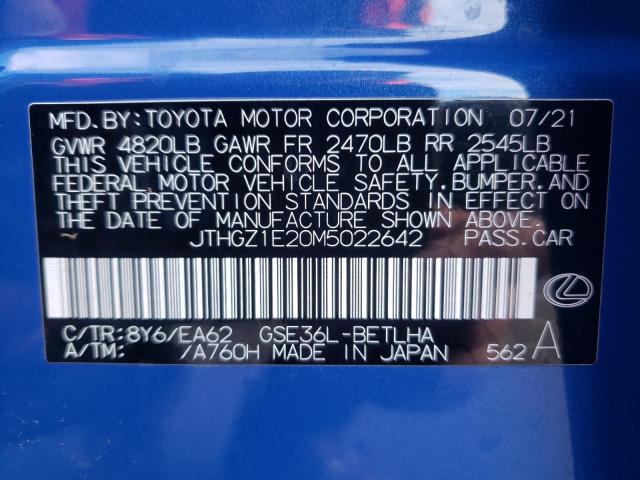 MFD.BY:TOYOTA MOTOR CORPORATION 07/21
GVWR 4820LB GAWR FR 2470LB RR 2545LB
THIS VEHICLE CONFORMS TO ALL APPLICABLE
FEDERAL MOTOR VEHICLE SAFETY.BUMPER.AND
THEFT PREVENTION STANDARDS IN EFFECT ON
THE DATE OF MANUFACTURE SHOWN ABOVE.
JTHGZ1E20M5022642 PASS.CAR
C/TR:8Y6/EA62 GSE36L-BETLHA
A/TM: /A760H MADE IN JAPAN 562 A